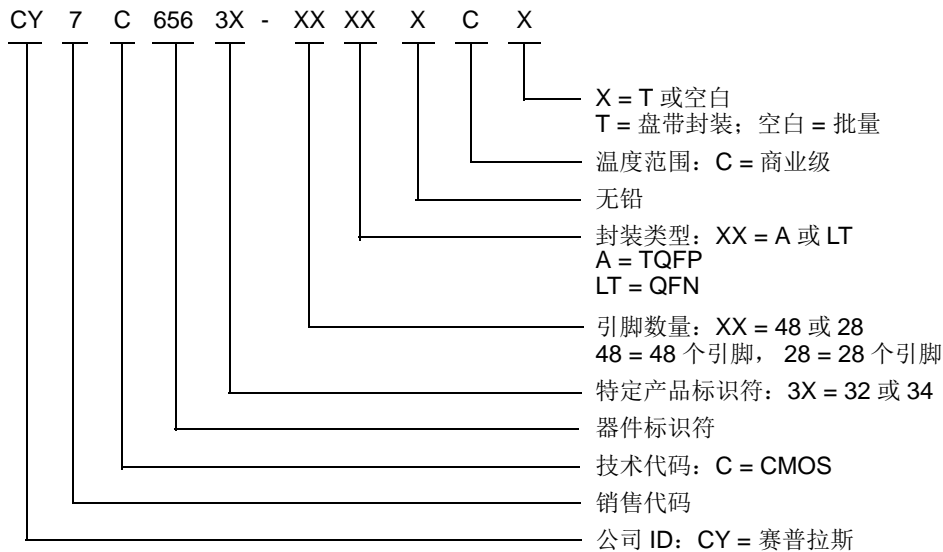 CY 7 C 656 3X - XX XX X C X
X = T 或空白
T = 盘带封装；空白 = 批量
温度范围：C = 商业级
无铅
封装类型：XX = A 或 LT
A = TQFP
LT = QFN
引脚数量：XX = 48 或 28
48 = 48 个引脚， 28 = 28 个引脚
特定产品标识符：3X = 32 或 34
器件标识符
技术代码：C = CMOS
销售代码
公司 ID：CY = 赛普拉斯